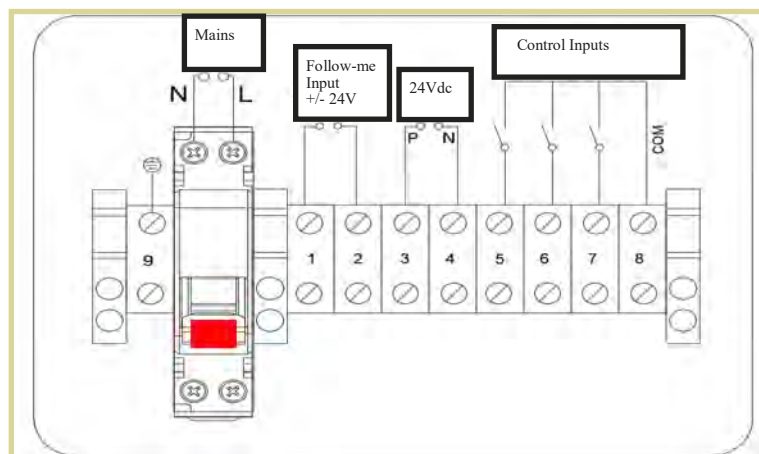 Mains
Follow-me
Input
+/- 24V
24Vdc
Control Inputs
N L
P N
COM
9 1 2 3 4 5 6 7 8